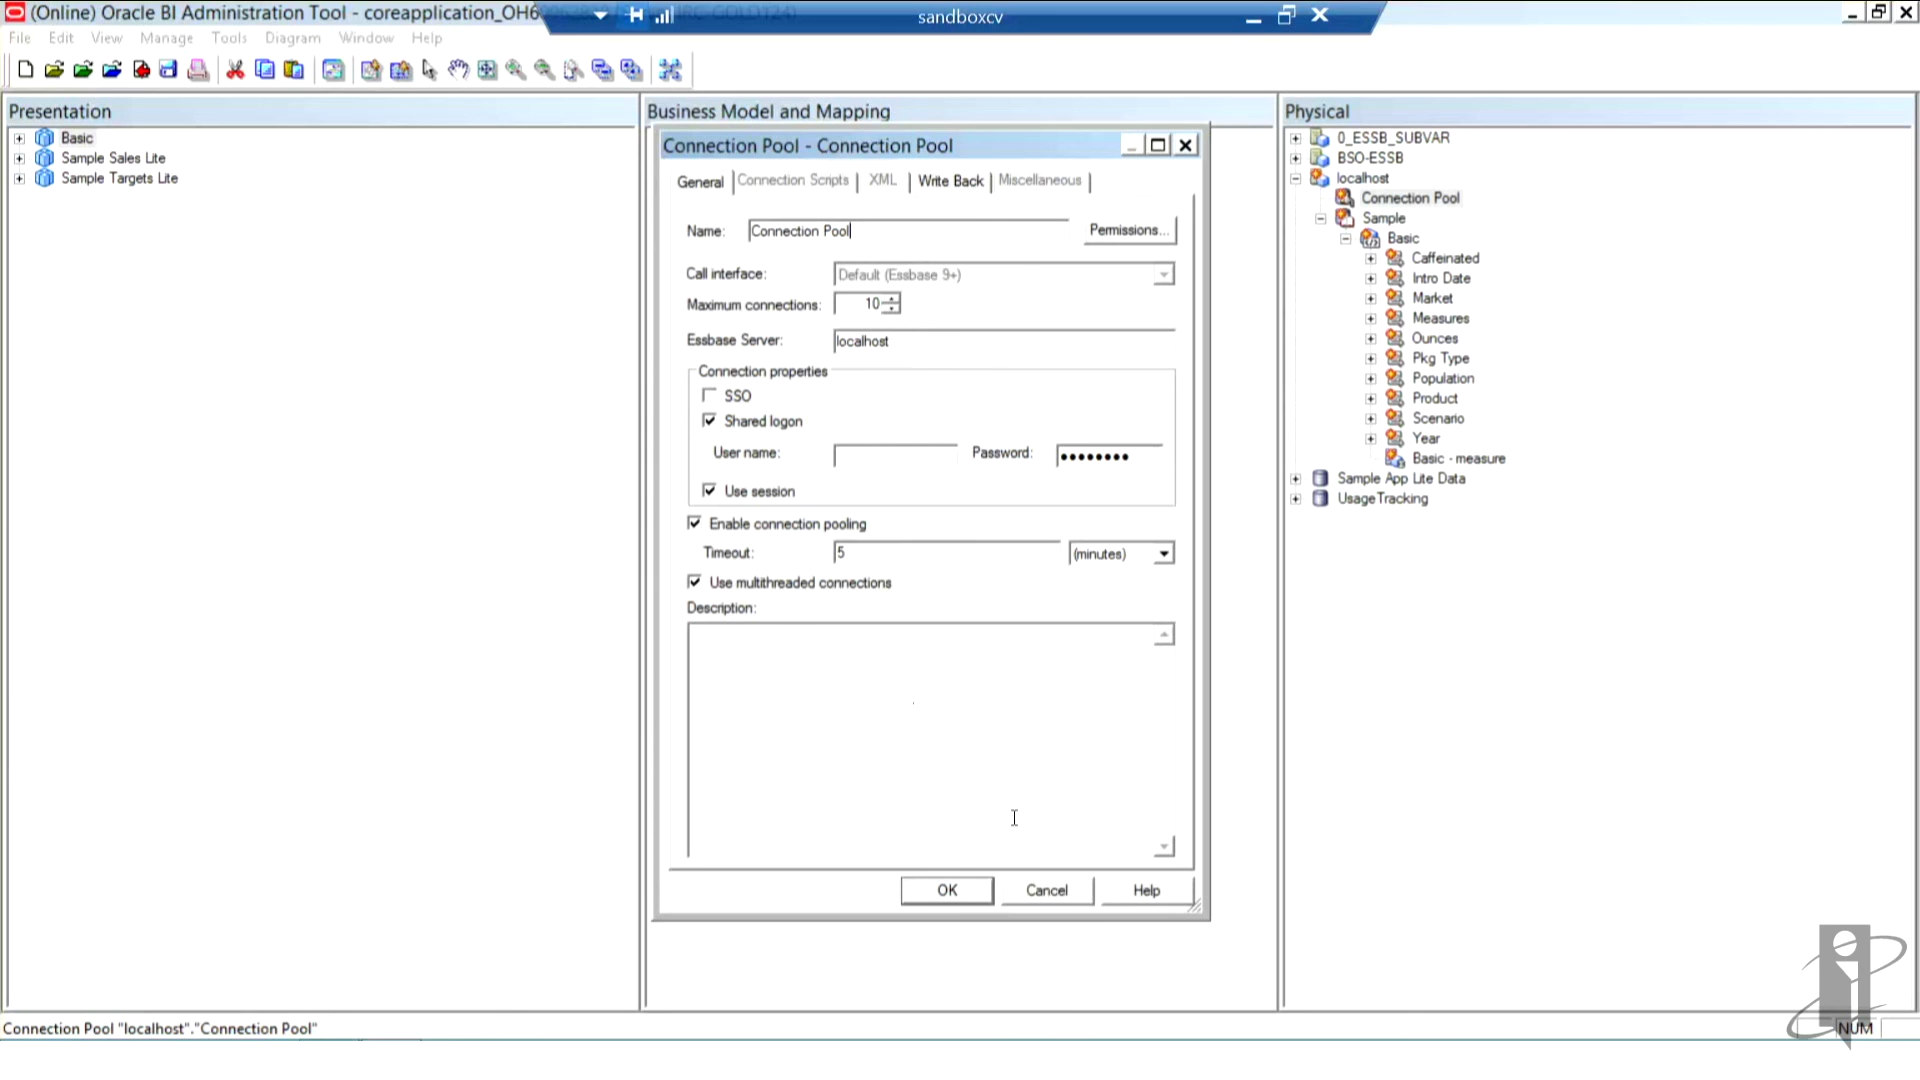 (Online) Oracle BI Administration Tool - coreapplication_OH6
sandboxcv
File Edit View Manage Tools Diagram Window Help
Presentation
Basic
Sample Sales Lite
Sample Targets Lite
Business Model and Mapping
Connection Pool - Connection Pool
General Connection Scripts XML Write Back Miscellaneous
Name: Connection Pool Permissions...
Call interface: Default (Essbase 9+)
Maximum connections: 10
Essbase Server: localhost
Connection properties
SSO
Shared logon
User name: Password: ●●●●●●●●
Use session
Enable connection pooling
Timeout: 5 (minutes)
Use multithreaded connections
Description:
OK Cancel Help
Physical
0_ESSB_SUBVAR
BSO-ESSB
localhost
Connection Pool
Sample
Basic
Caffeinated
Intro Date
Market
Measures
Ounces
Pkg Type
Population
Product
Scenario
Year
Basic - measure
Sample App Lite Data
UsageTracking
Connection Pool "localhost"."Connection Pool"
NUM